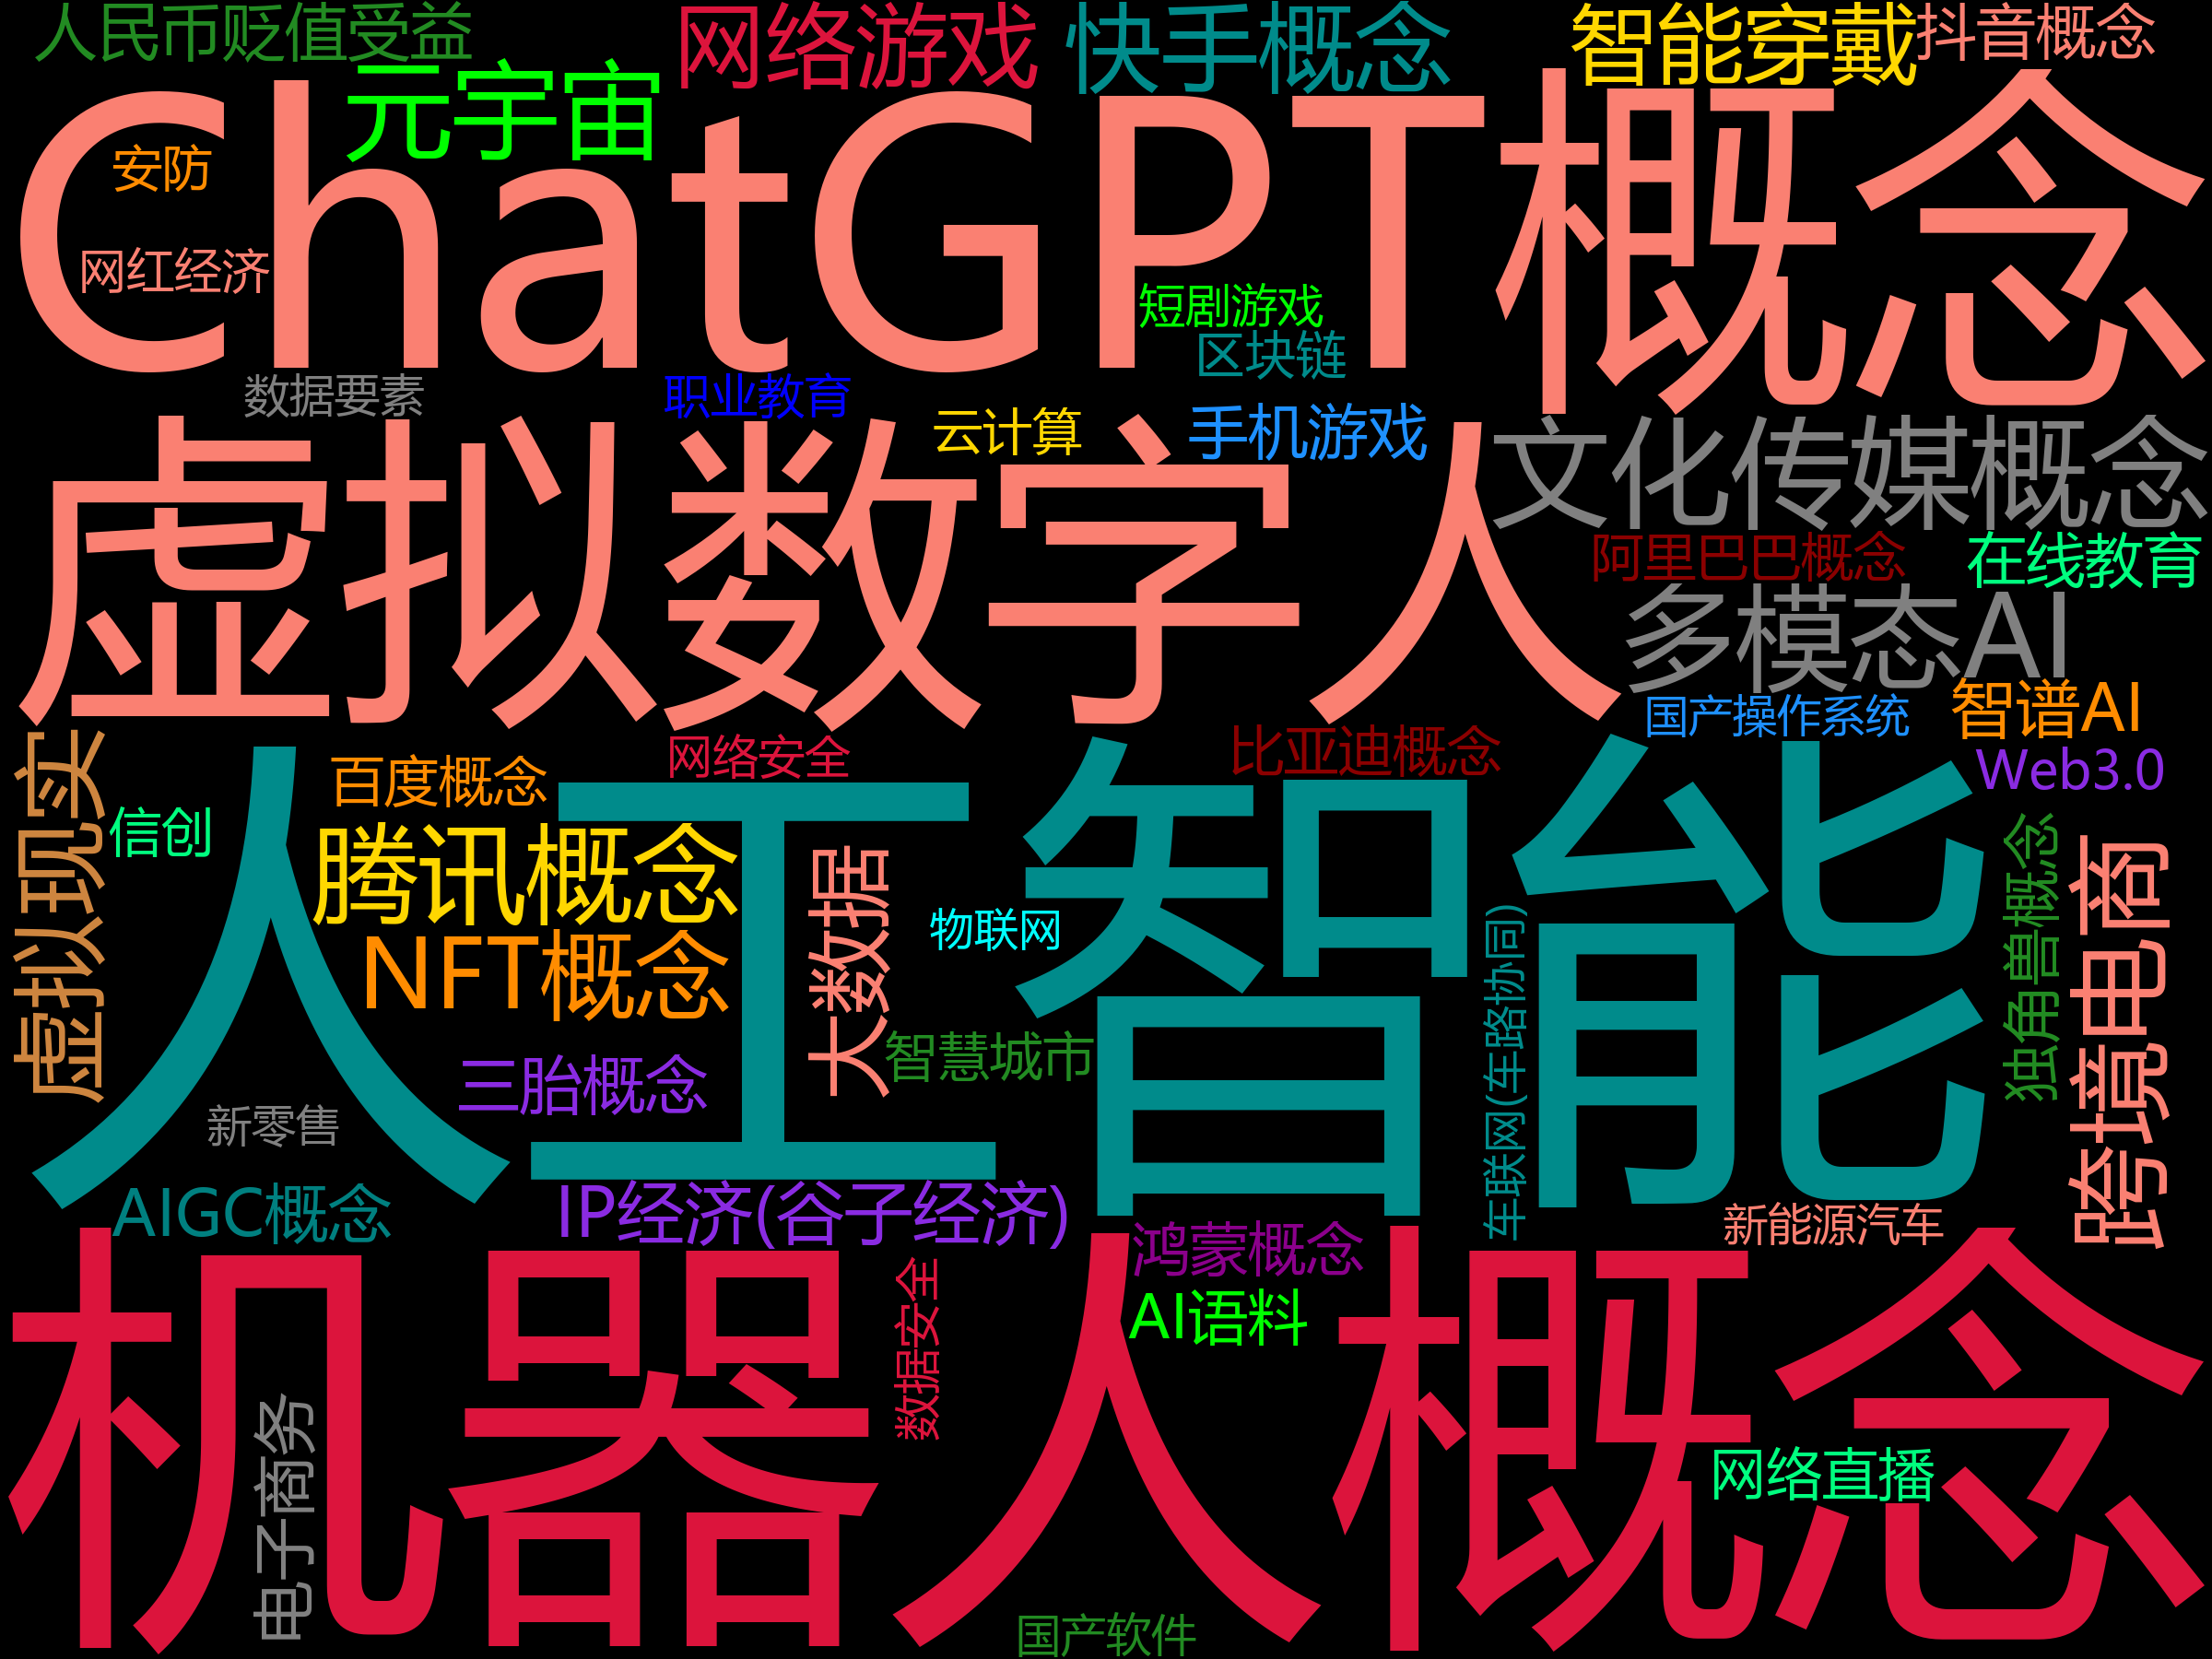 人民币贬值受益
网络游戏
快手概念
智能穿戴
抖音概念
元宇宙
ChatGPT概念
安防
网红经济
短剧游戏
区块链
数据要素
职业教育
云计算
手机游戏
文化传媒概念
虚拟数字人
阿里巴巴概念
在线教育
多模态AI
国产操作系统
智谱AI
网络安全
比亚迪概念
Web3.0
虚拟现实
百度概念
信创
人工智能
腾讯概念
大数据
物联网
NFT概念
车联网(车路协同)
独角兽概念
跨境电商
智慧城市
三胎概念
新零售
AIGC概念
IP经济(谷子经济)
新能源汽车
鸿蒙概念
机器人概念
数据安全
AI语料
电子商务
网络直播
国产软件